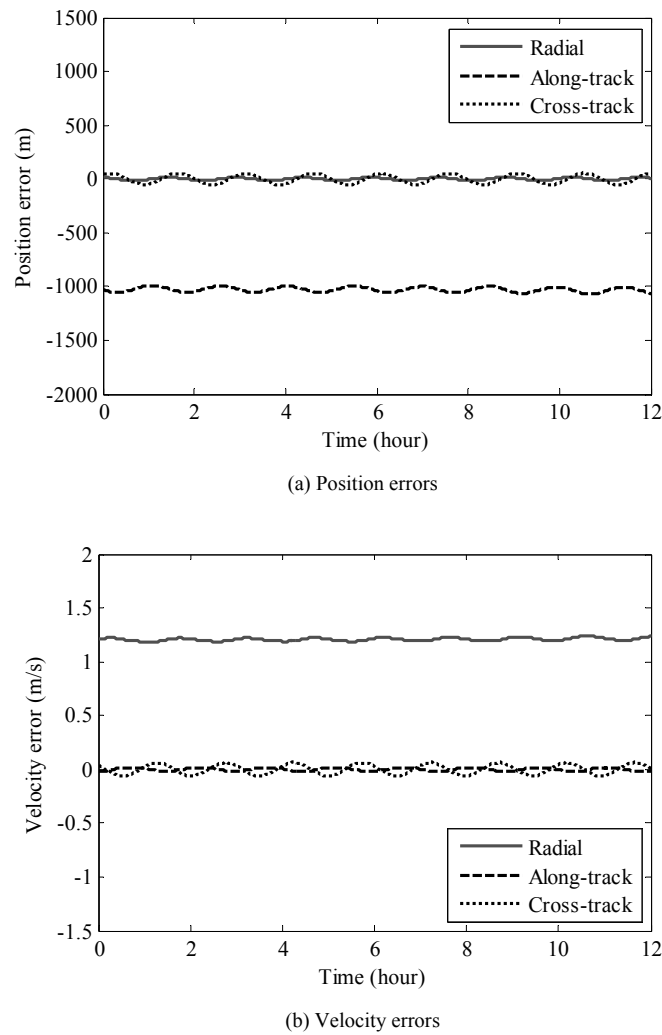 1500
1000
500
0
-500
-1000
-1500
-2000
Position error (m)
Radial
Along-track
Cross-track
0 2 4 6 8 10 12
Time (hour)
(a) Position errors
2
1.5
1
0.5
0
-0.5
-1
-1.5
Velocity error (m/s)
Radial
Along-track
Cross-track
0 2 4 6 8 10 12
Time (hour)
(b) Velocity errors